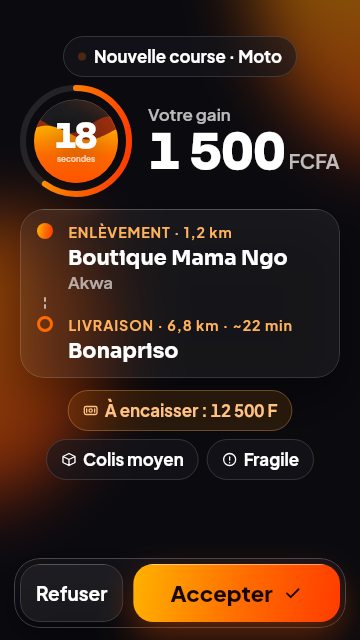 Nouvelle course · Moto
18
secondes
Votre gain
1 500 FCFA
ENLÈVEMENT · 1,2 km
Boutique Mama Ngo
Akwa
LIVRAISON · 6,8 km · ~22 min
Bonapriso
À encaisser : 12 500 F
Colis moyen
Fragile
Refuser
Accepter